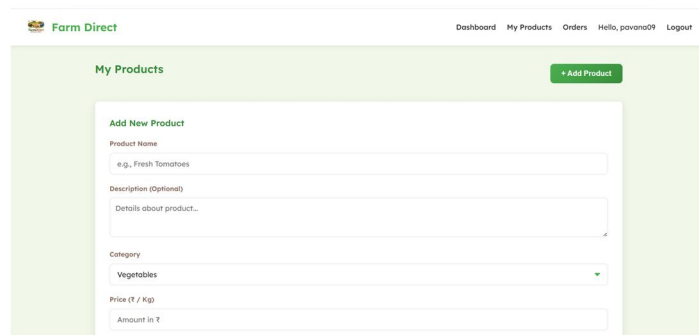 Farm Direct
Dashboard My Products Orders Hello, pavana09 Logout
My Products
+ Add Product
Add New Product
Product Name
e.g., Fresh Tomatoes
Description (Optional)
Details about product...
Category
Vegetables
Price (₹ / Kg)
Amount in ₹